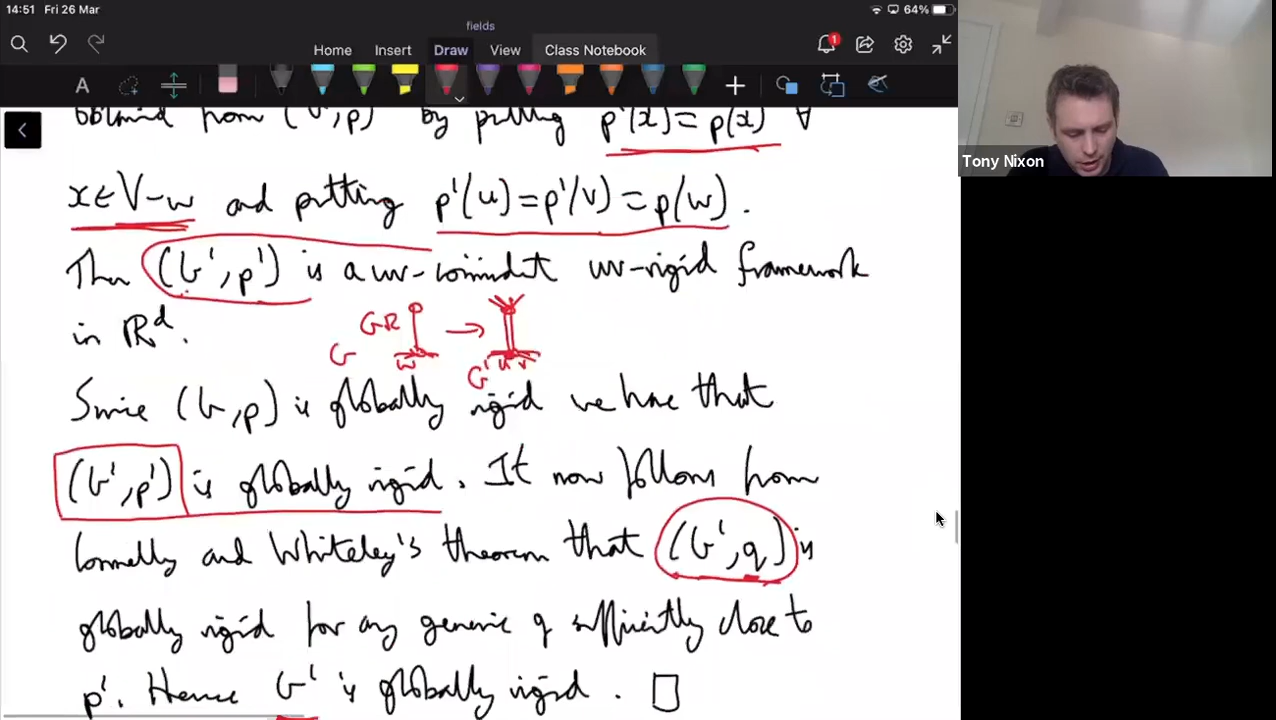 14:51 Fri 26 Mar
64%
fields
Home Insert Draw View Class Notebook
1
A
Tony Nixon
obtained from (G', p) by putting p'(x) = p(x) ∀
x ∈ V-w and putting p'(u) = p'(v) = p(w).
Then (G', p') is a uv-coincident uv-rigid framework
in ℝᵈ.
GR →
G w G' u v
Since (G, p) is globally rigid we have that
(G', p') is globally rigid. It now follows from
Connelly and Whiteley's theorem that (G', q) is
globally rigid for any generic q sufficiently close to
p'. Hence G' is globally rigid. □